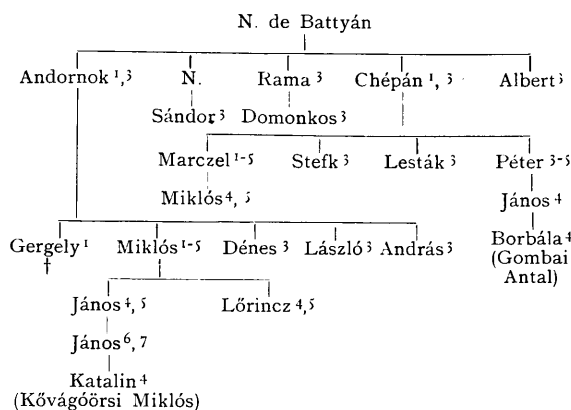 N. de Battyán
Andornok 1,3 N. Rama 3 Chépán 1, 3 Albert 3
Sándor 3 Domonkos 3
Marczel 1-5 Stefk 3 Lesták 3 Péter 3-5
Miklós 4, 5 János 4
Gergely 1 Miklós 1-5 Dénes 3 László 3 András 3 Borbála 4
† (Gombai
Antal)
János 4, 5 Lőrincz 4,5
János 6, 7
Katalin 4
(Kővágóörsi Miklós)